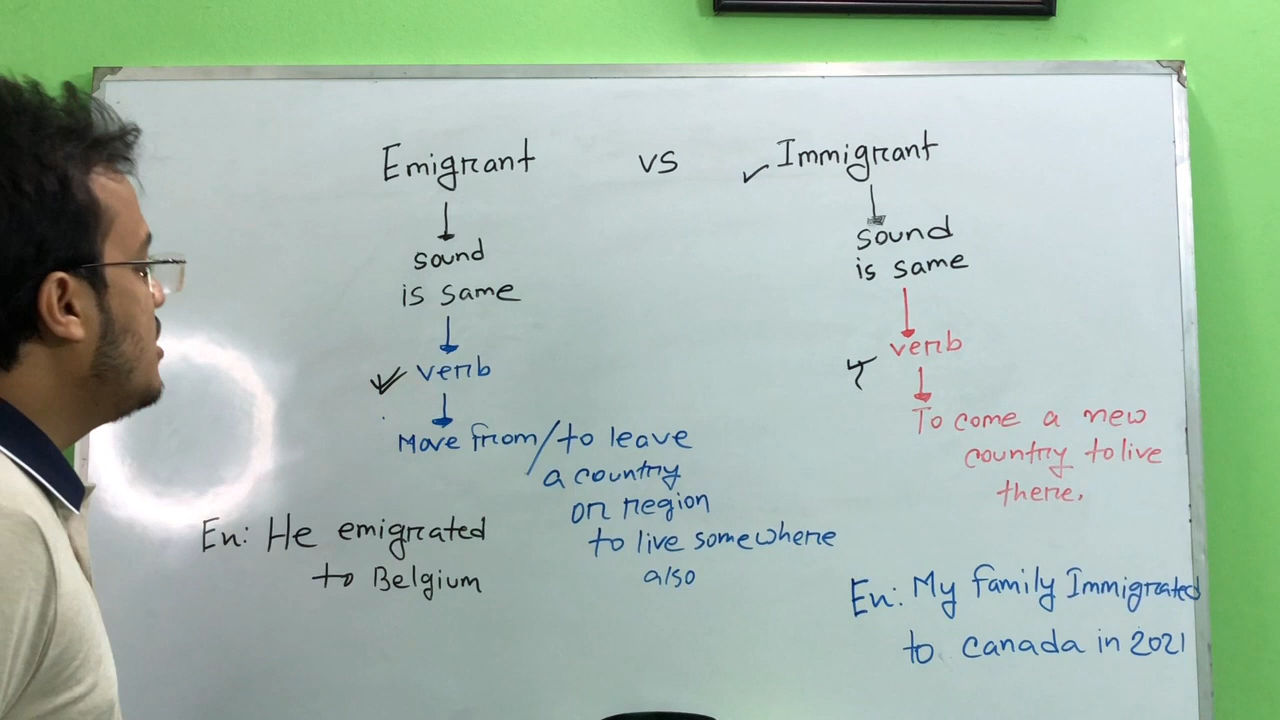 Emigrant vs Immigrant
sound
is same
verb
Move from/to leave
a country
or region
to live somewhere
also
En: He emigrated
to Belgium
sound
is same
verb
To come a new
country to live
there.
En: My family Immigrated
to canada in 2021